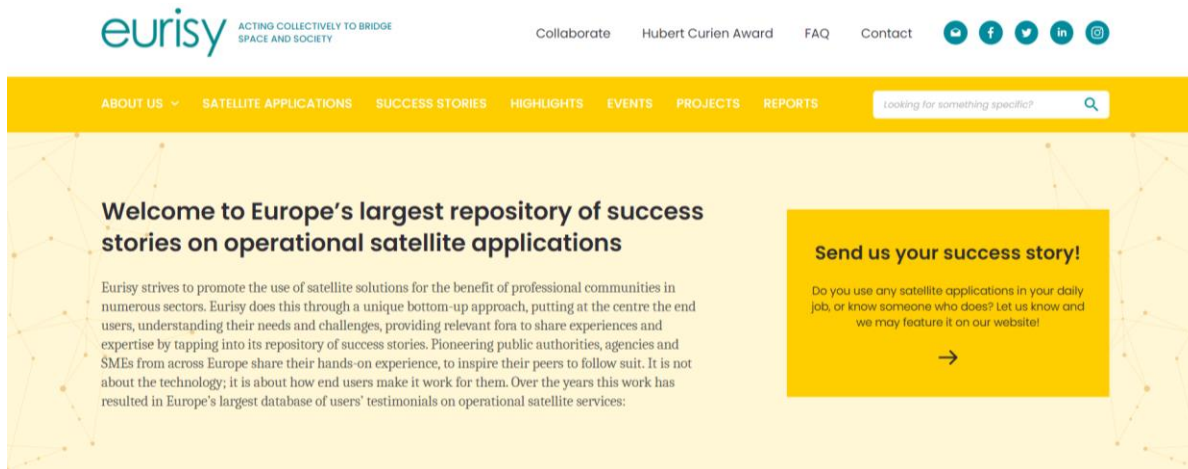 eurisy
ACTING COLLECTIVELY TO BRIDGE
SPACE AND SOCIETY
Collaborate Hubert Curien Award FAQ Contact
ABOUT US SATELLITE APPLICATIONS SUCCESS STORIES HIGHLIGHTS EVENTS PROJECTS REPORTS
Looking for something specific?
Welcome to Europe’s largest repository of success
stories on operational satellite applications
Eurisy strives to promote the use of satellite solutions for the benefit of professional communities in
numerous sectors. Eurisy does this through a unique bottom-up approach, putting at the centre the end
users, understanding their needs and challenges, providing relevant fora to share experiences and
expertise by tapping into its repository of success stories. Pioneering public authorities, agencies and
SMEs from across Europe share their hands-on experience, to inspire their peers to follow suit. It is not
about the technology; it is about how end users make it work for them. Over the years this work has
resulted in Europe’s largest database of users’ testimonials on operational satellite services:
Send us your success story!
Do you use any satellite applications in your daily
job, or know someone who does? Let us know and
we may feature it on our website!